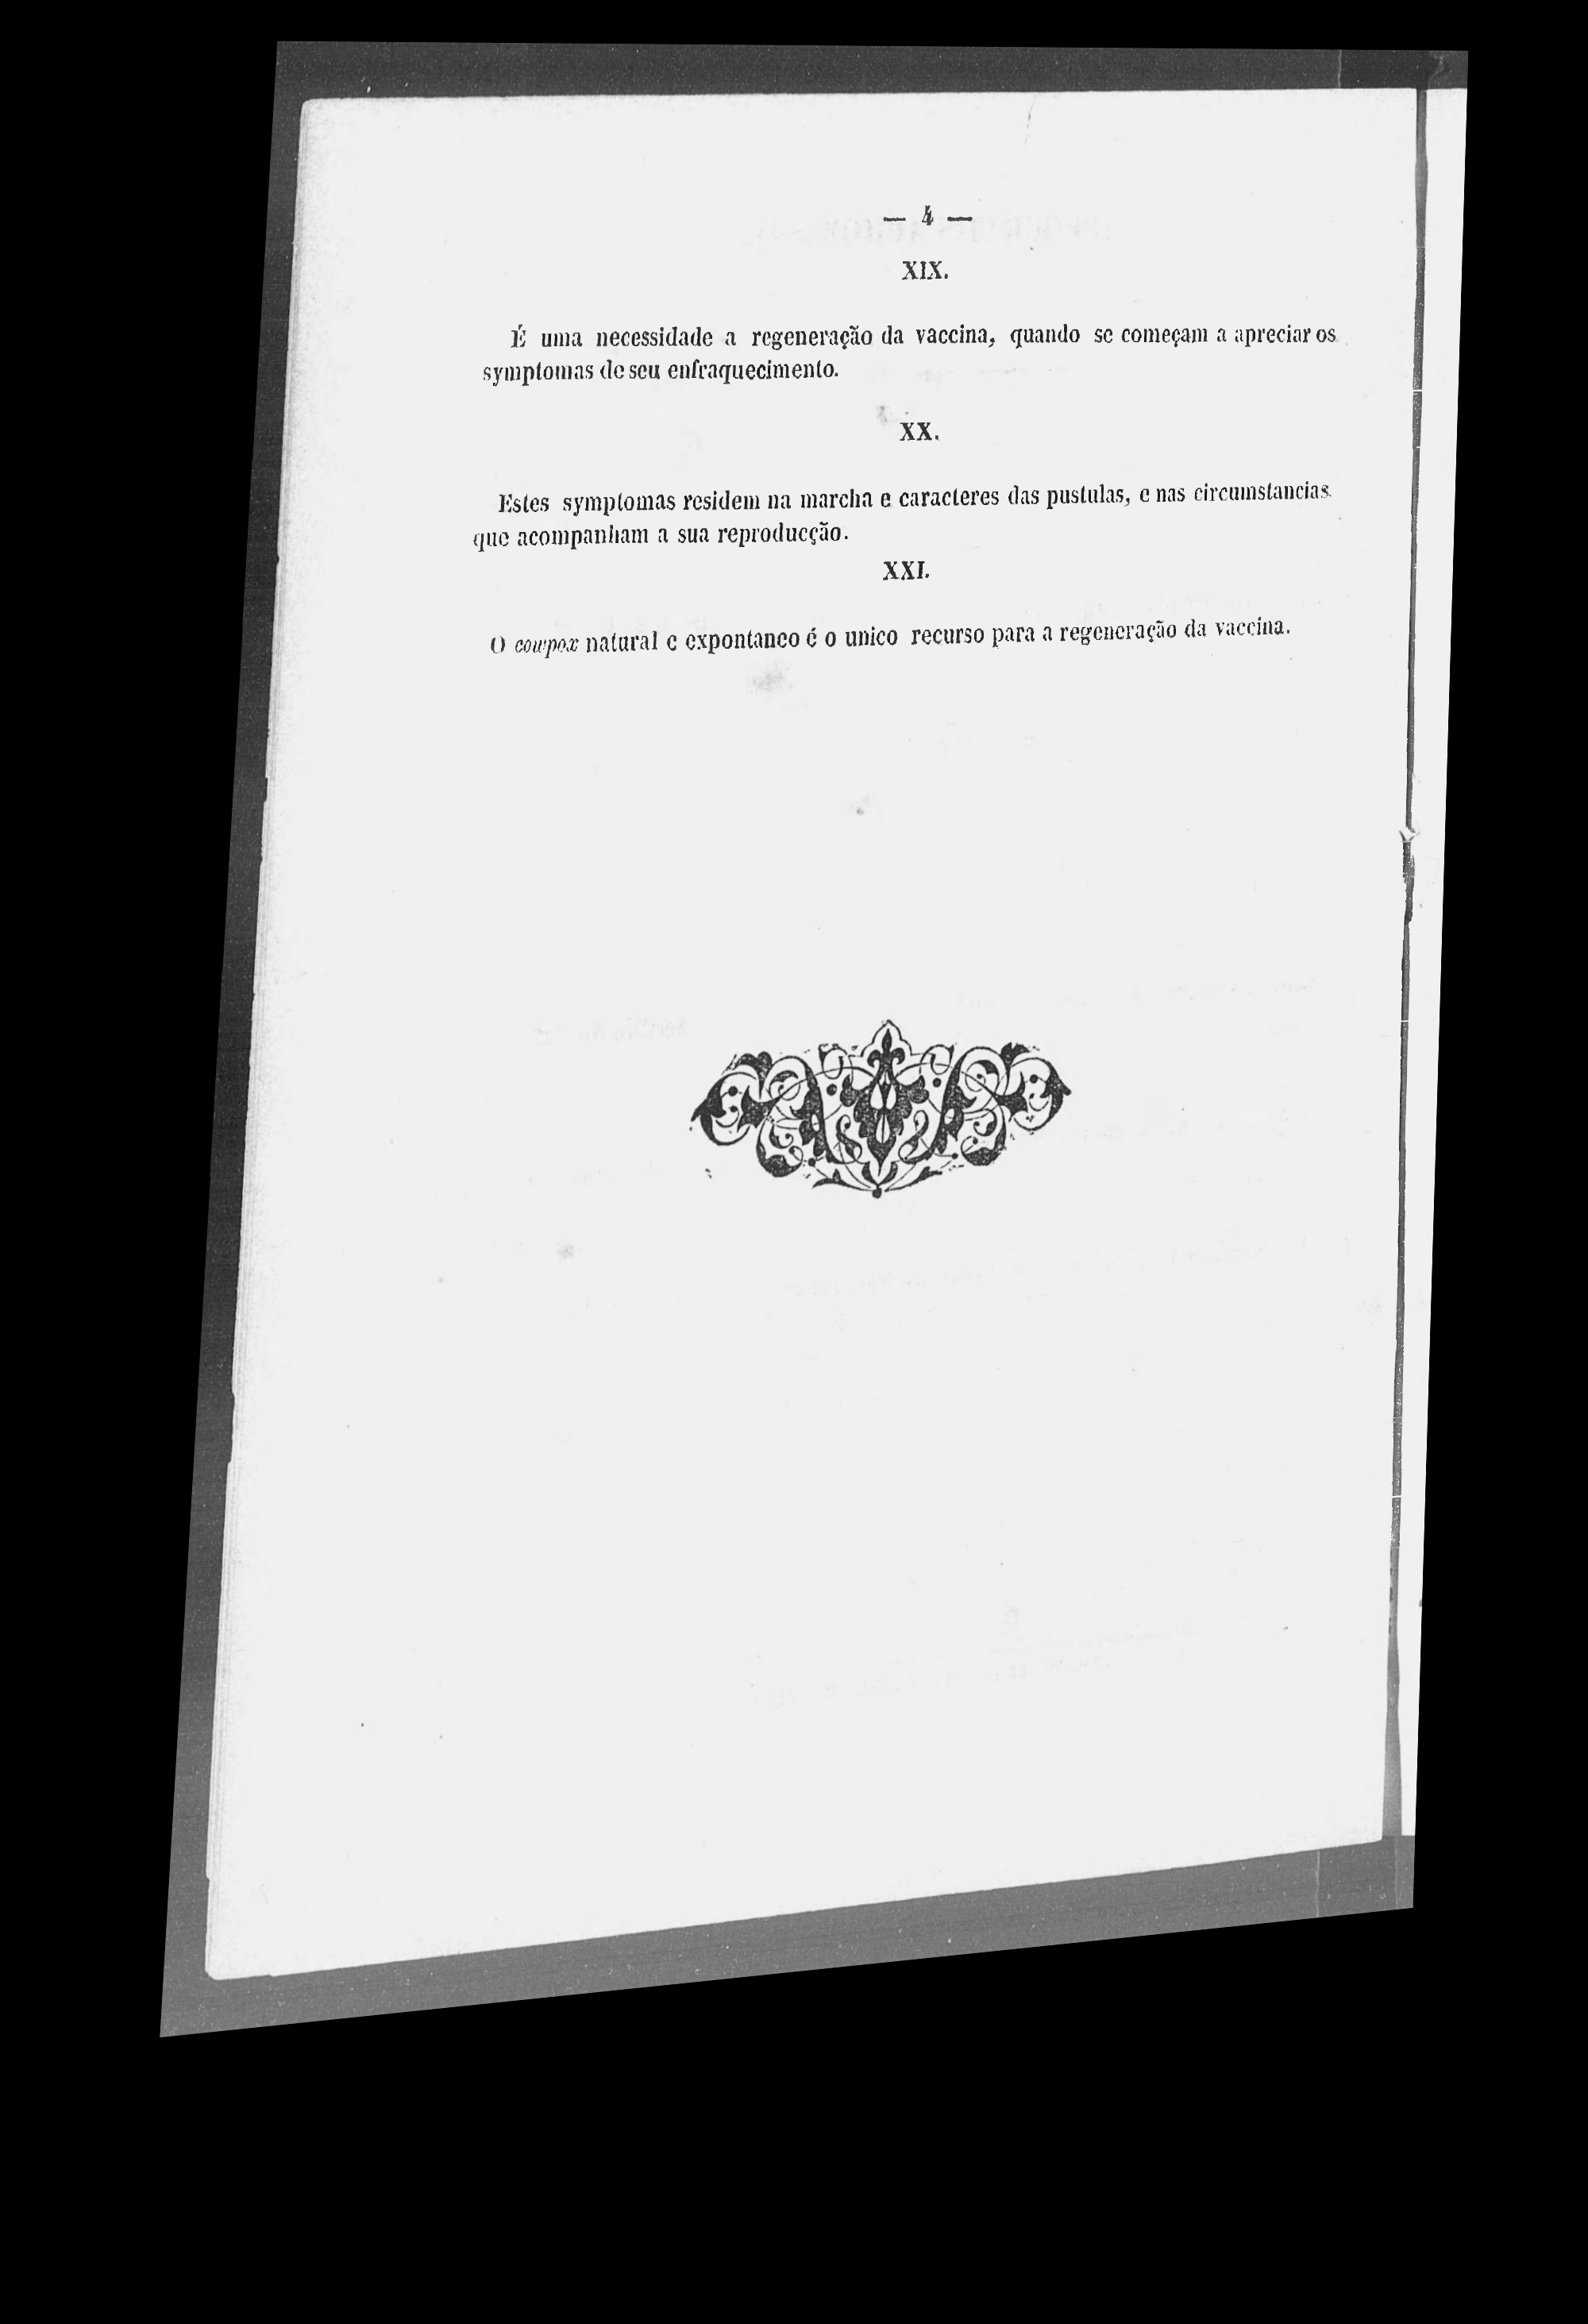 — 4 —
XIX.
É uma necessidade a regeneração da vaccina, quando se começam a apreciar os
symptomas de seu enfraquecimento.
XX.
Estes symptomas residem na marcha e caracteres das pustulas, e nas circumstancias
que acompanham a sua reproducção.
XXI.
O cowpox natural e expontaneo é o unico recurso para a regeneração da vaccina.